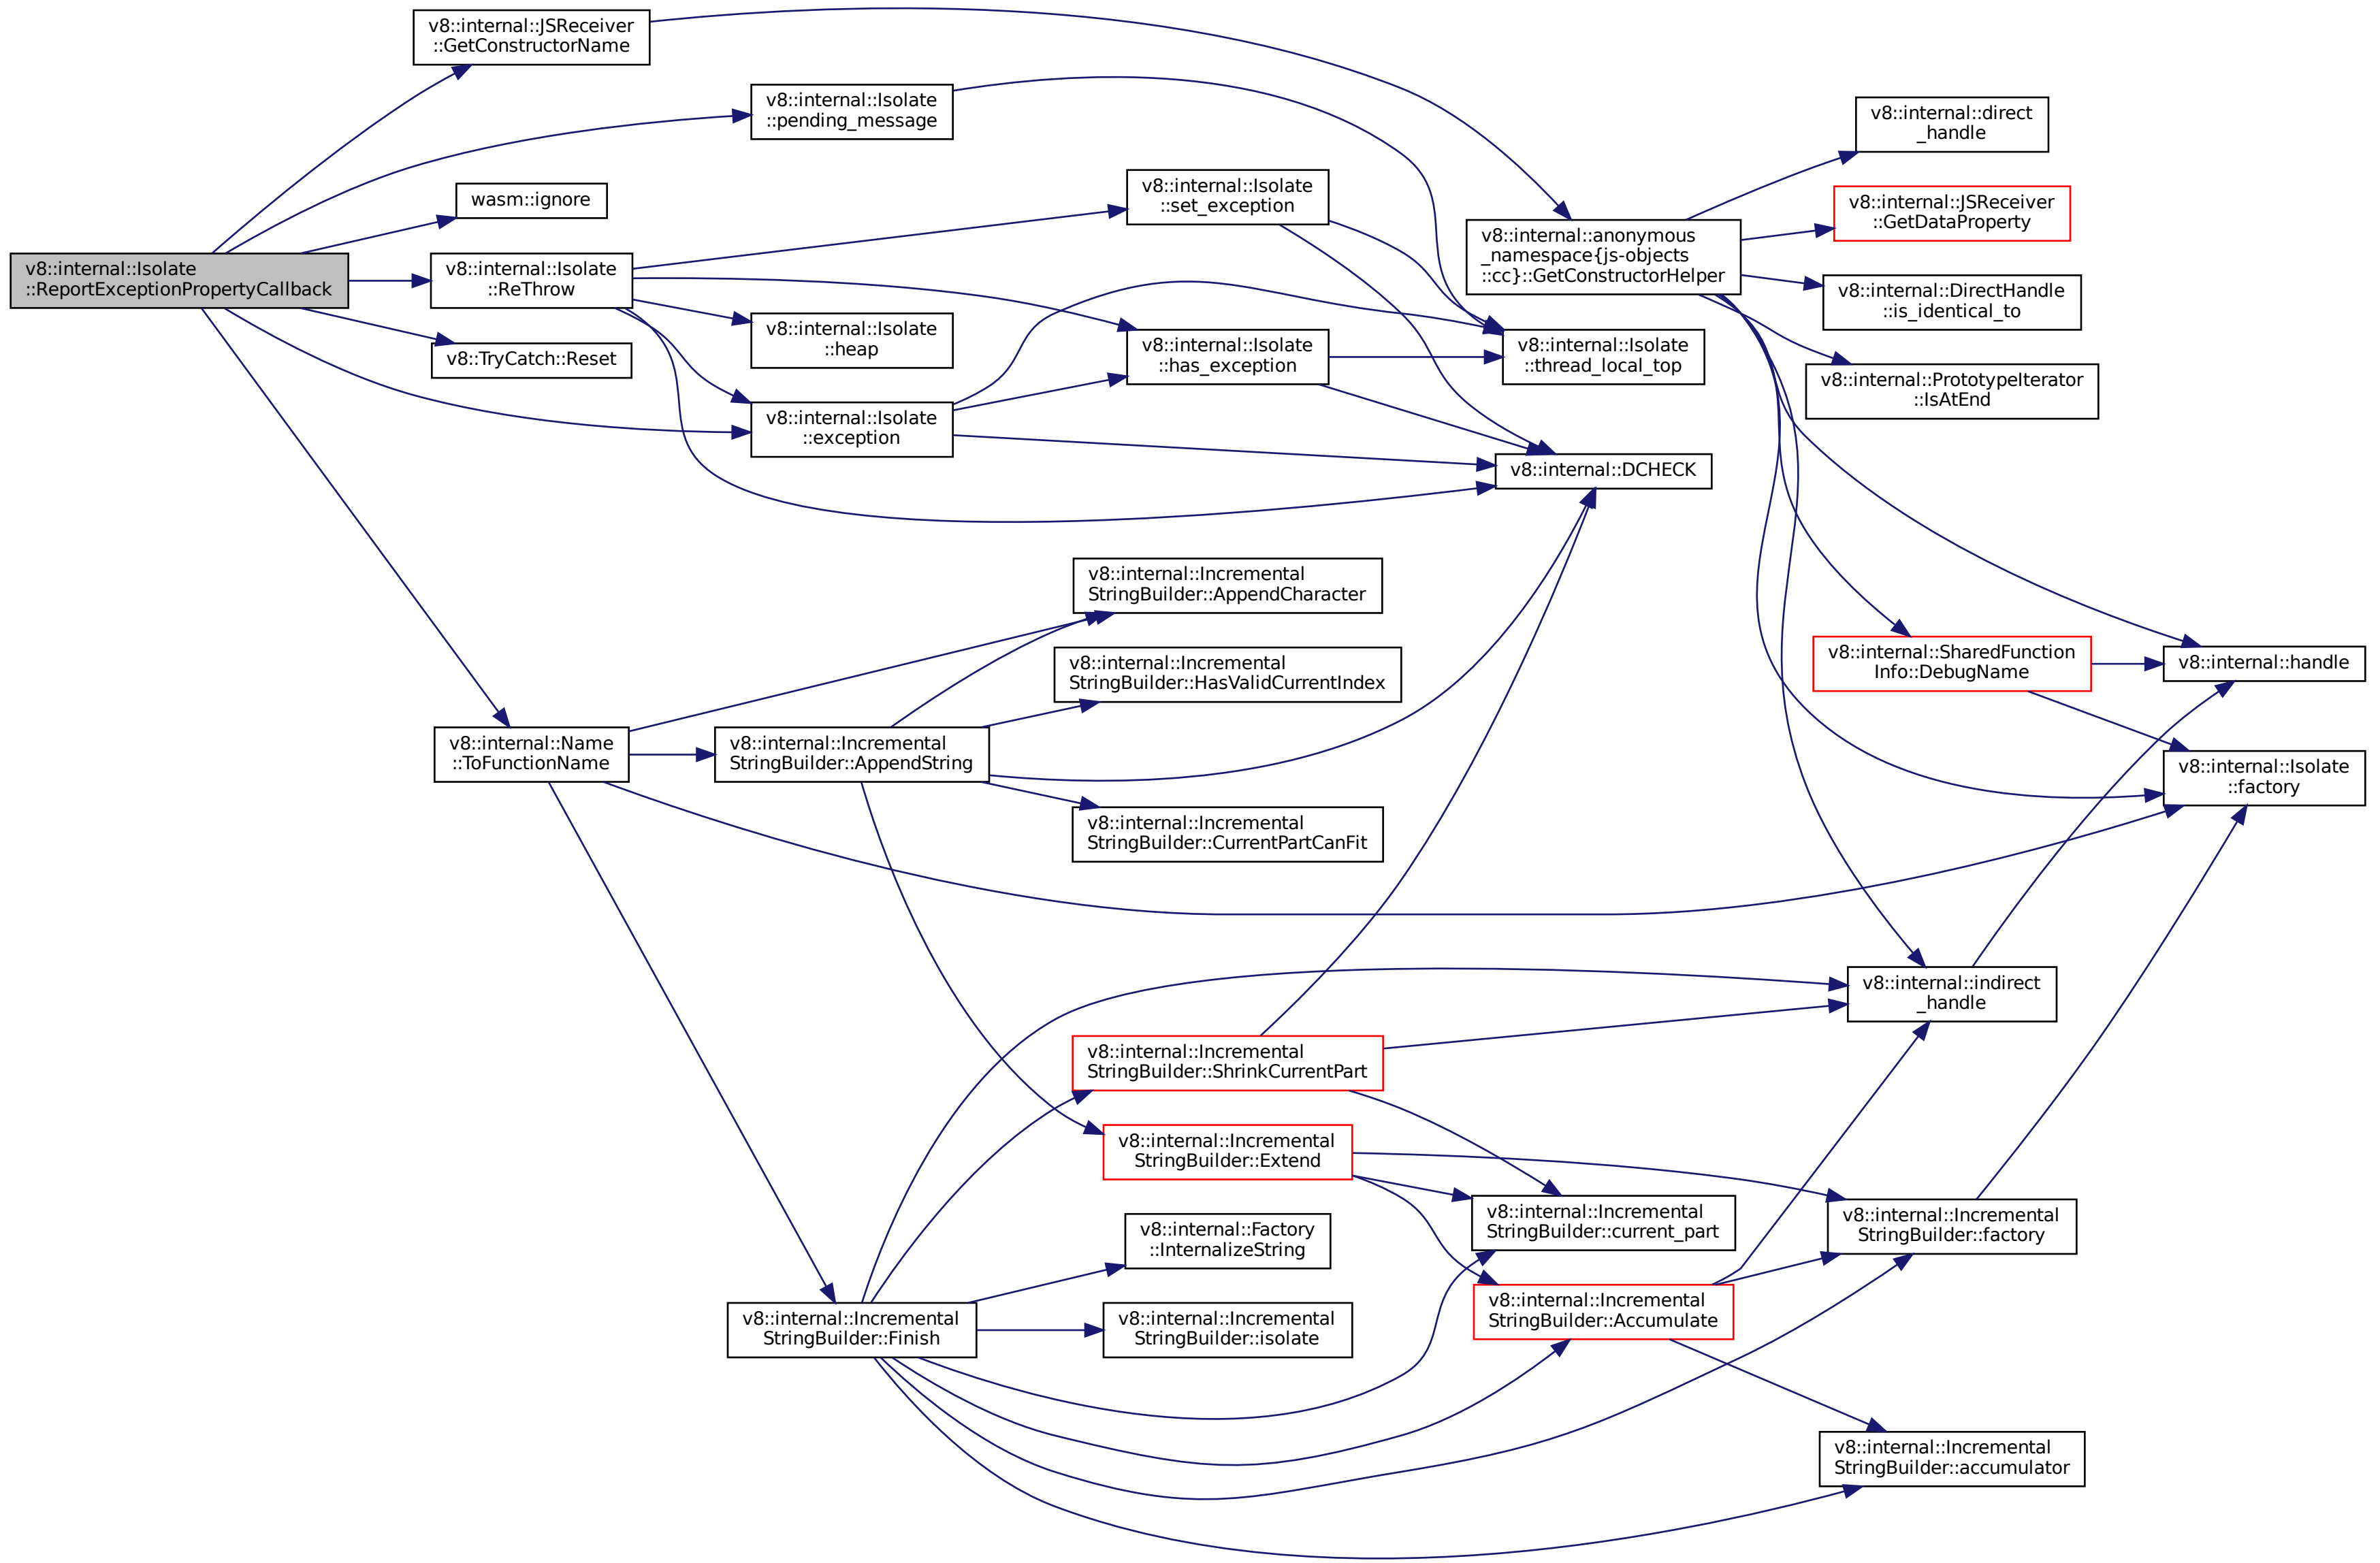 v8::internal::JSReceiver
::GetConstructorName
v8::internal::Isolate
::pending_message
v8::internal::direct
_handle
v8::internal::Isolate
::set_exception
wasm::ignore
v8::internal::JSReceiver
::GetDataProperty
v8::internal::anonymous
_namespace{js-objects
::cc}::GetConstructorHelper
v8::internal::Isolate
::ReportExceptionPropertyCallback
v8::internal::Isolate
::ReThrow
v8::internal::DirectHandle
::is_identical_to
v8::internal::Isolate
::heap
v8::TryCatch::Reset
v8::internal::Isolate
::has_exception
v8::internal::Isolate
::thread_local_top
v8::internal::PrototypeIterator
::IsAtEnd
v8::internal::Isolate
::exception
v8::internal::DCHECK
v8::internal::Incremental
StringBuilder::AppendCharacter
v8::internal::Incremental
StringBuilder::HasValidCurrentIndex
v8::internal::SharedFunction
Info::DebugName
v8::internal::handle
v8::internal::Name
::ToFunctionName
v8::internal::Incremental
StringBuilder::AppendString
v8::internal::Isolate
::factory
v8::internal::Incremental
StringBuilder::CurrentPartCanFit
v8::internal::indirect
_handle
v8::internal::Incremental
StringBuilder::ShrinkCurrentPart
v8::internal::Incremental
StringBuilder::Extend
v8::internal::Incremental
StringBuilder::current_part
v8::internal::Incremental
StringBuilder::factory
v8::internal::Factory
::InternalizeString
v8::internal::Incremental
StringBuilder::Accumulate
v8::internal::Incremental
StringBuilder::Finish
v8::internal::Incremental
StringBuilder::isolate
v8::internal::Incremental
StringBuilder::accumulator